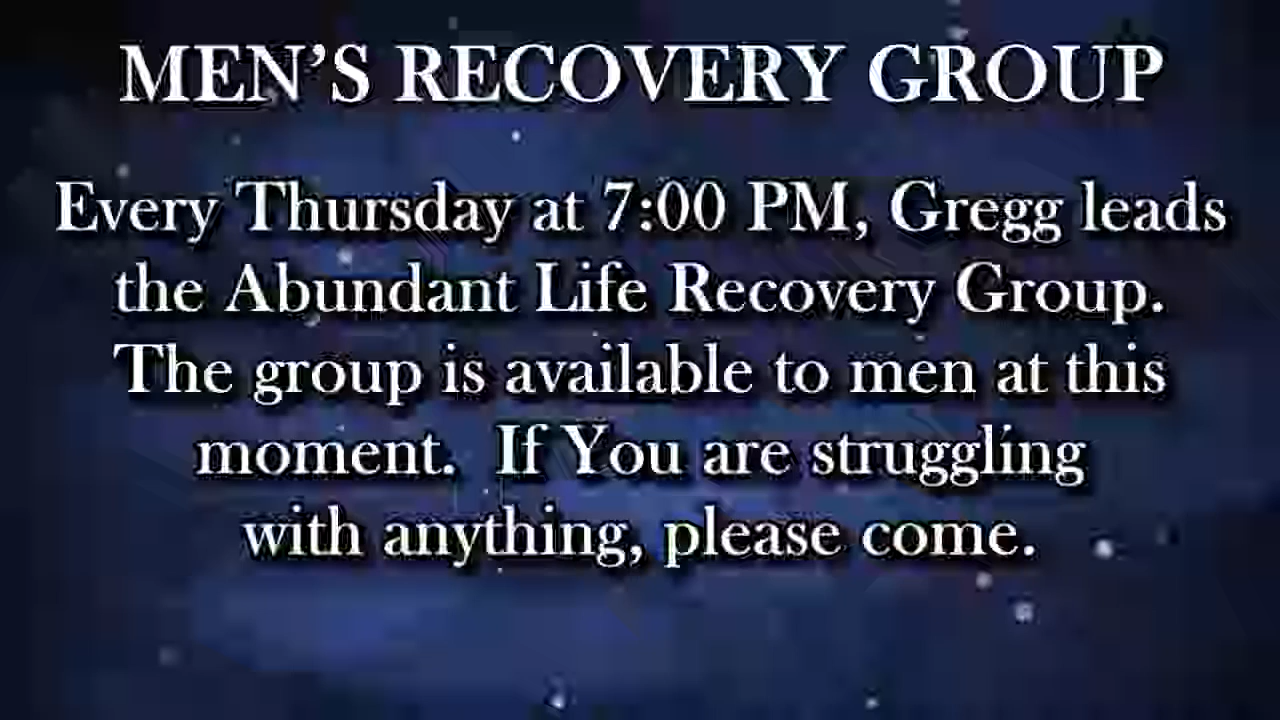 MEN’S RECOVERY GROUP
Every Thursday at 7:00 PM, Gregg leads
the Abundant Life Recovery Group.
The group is available to men at this
moment.  If You are struggling
with anything, please come.